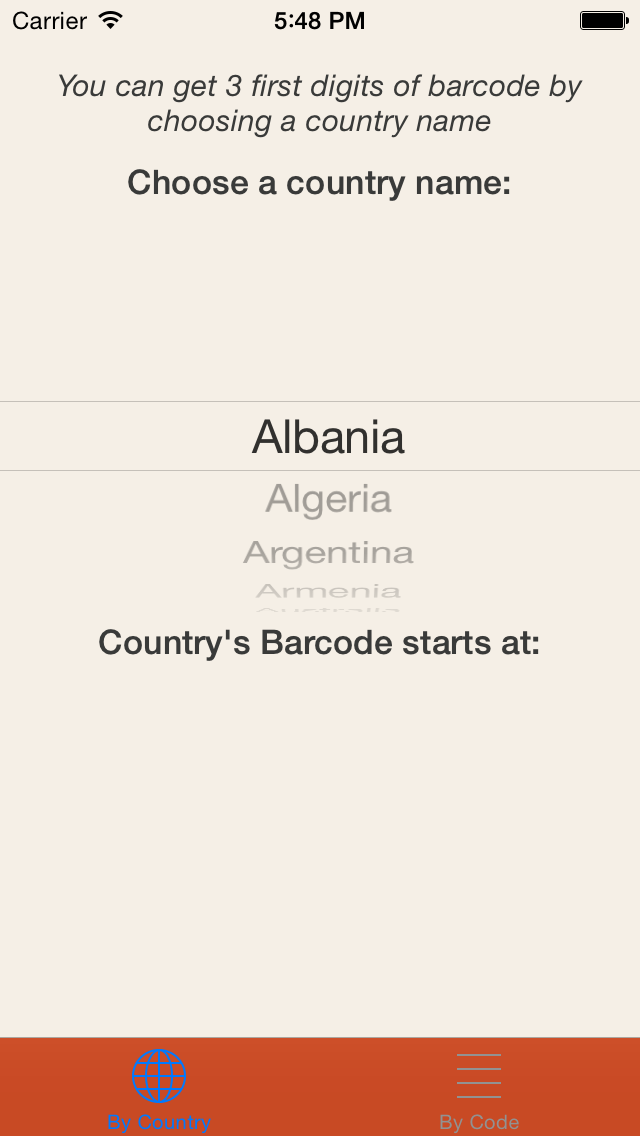 Carrier 5:48 PM
You can get 3 first digits of barcode by
choosing a country name
Choose a country name:
Albania
Algeria
Argentina
Armenia
Australia
Country's Barcode starts at:
By Country By Code